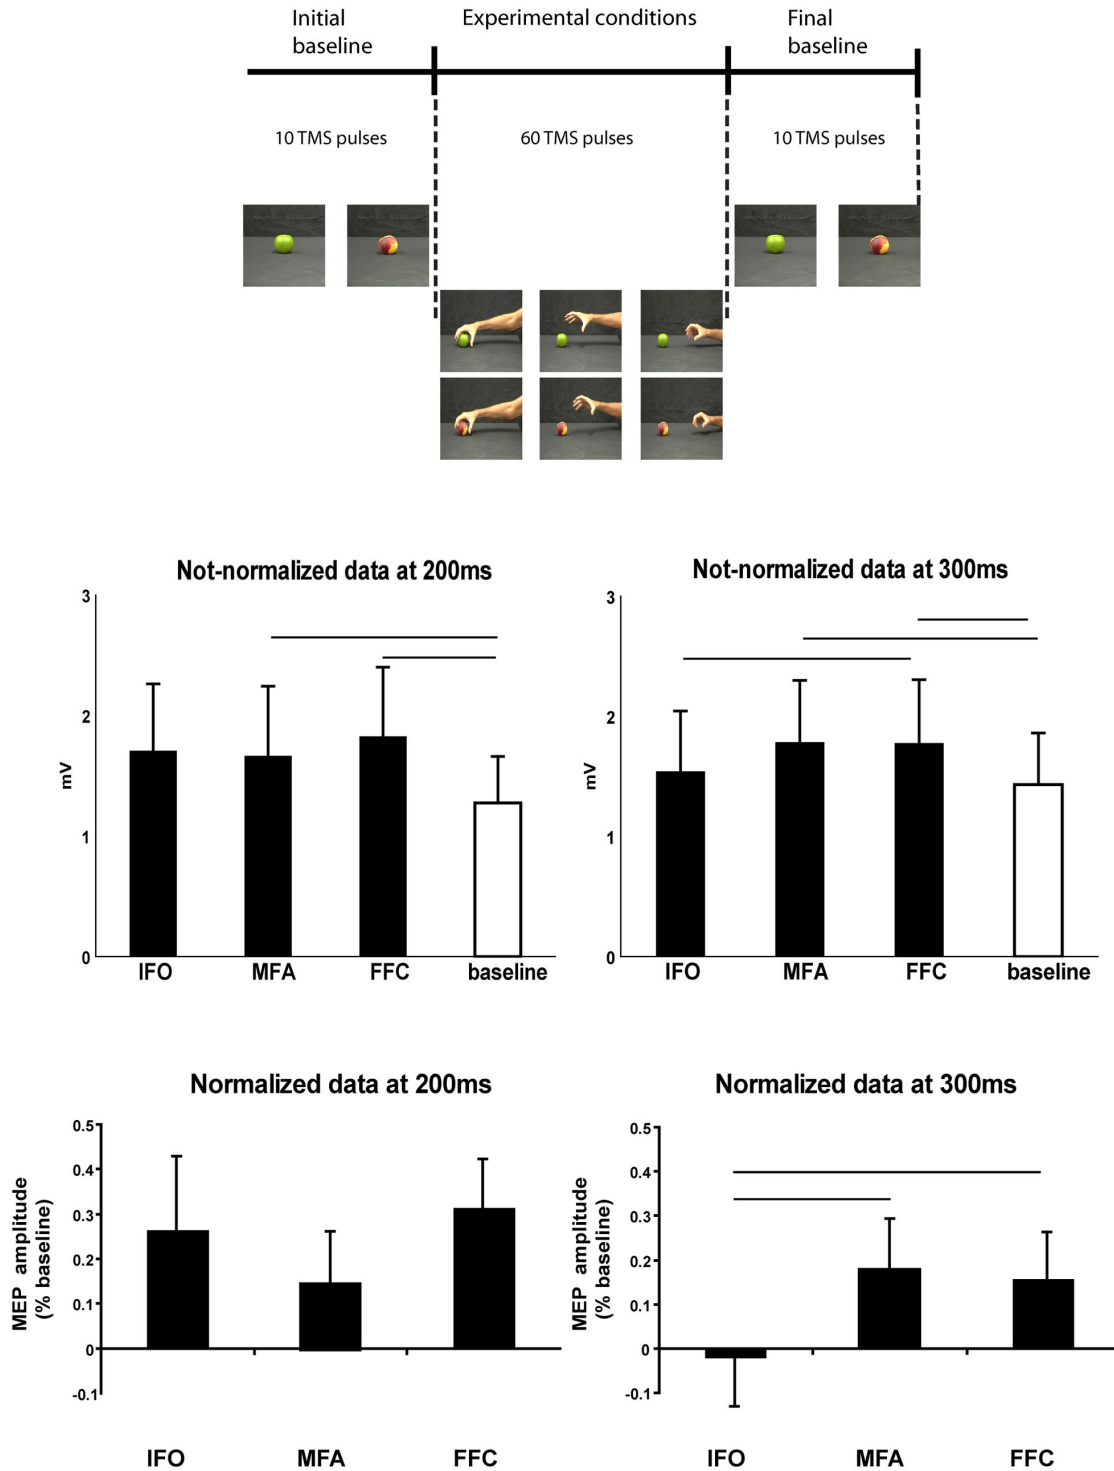 Initial
baseline
Experimental conditions
Final
baseline
10 TMS pulses
60 TMS pulses
10 TMS pulses
Not-normalized data at 200ms
3
2
1
0
mV
IFO
MFA
FFC
baseline
Not-normalized data at 300ms
3
2
1
0
mV
IFO
MFA
FFC
baseline
Normalized data at 200ms
0.5
0.4
0.3
0.2
0.1
0
-0.1
MEP amplitude
(% baseline)
IFO
MFA
FFC
Normalized data at 300ms
0.5
0.4
0.3
0.2
0.1
0
-0.1
MEP amplitude
(% baseline)
IFO
MFA
FFC